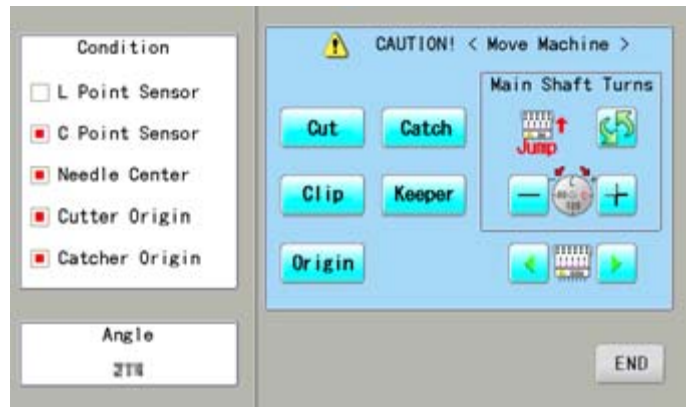 Condition
L Point Sensor
C Point Sensor
Needle Center
Cutter Origin
Catcher Origin
Angle
CAUTION! < Move Machine >
Main Shaft Turns
Cut
Catch
Jump
Clip
Keeper
Origin
END